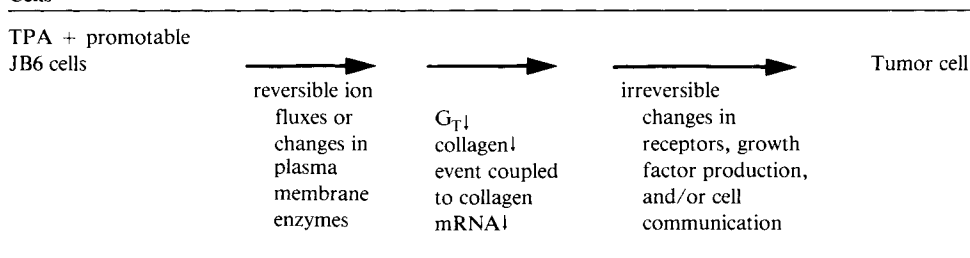 TPA + promotable
JB6 cells
Tumor cell
reversible ion
fluxes or
changes in
plasma
membrane
enzymes
G_T↓
collagen↓
event coupled
to collagen
mRNA↓
irreversible
changes in
receptors, growth
factor production,
and/or cell
communication